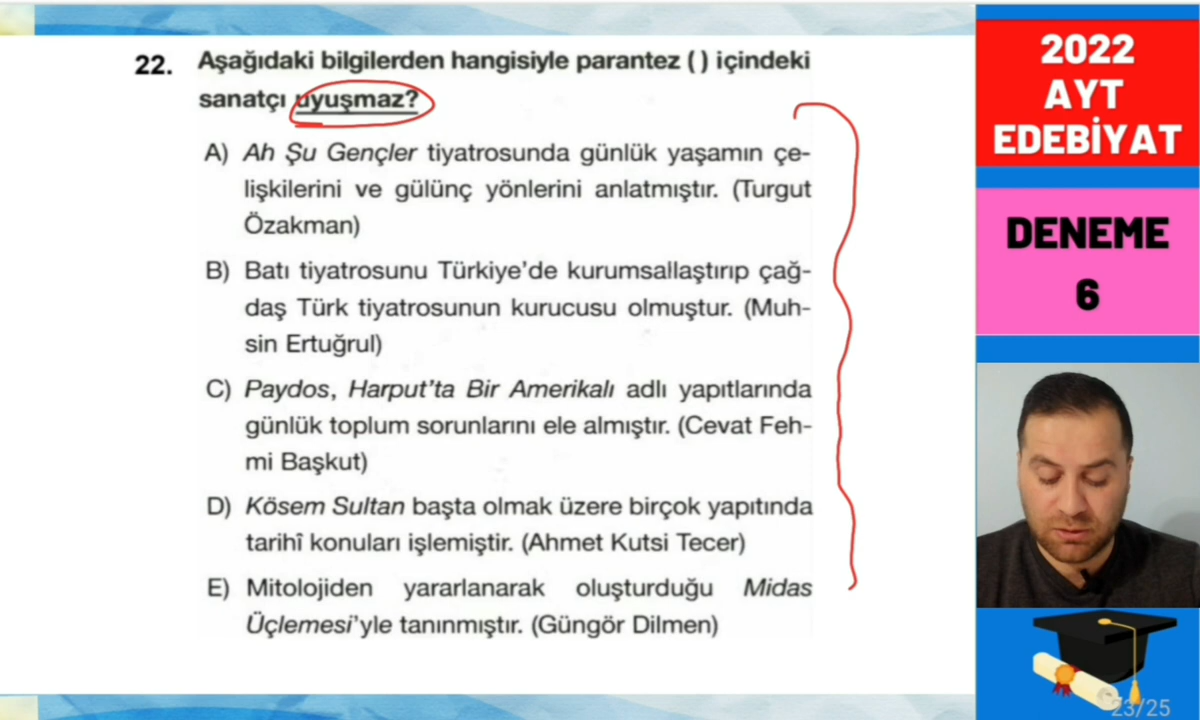 22. Aşağıdaki bilgilerden hangisiyle parantez ( ) içindeki
sanatçı uyuşmaz?
A) Ah Şu Gençler tiyatrosunda günlük yaşamın çe-
lişkilerini ve gülünç yönlerini anlatmıştır. (Turgut
Özakman)
B) Batı tiyatrosunu Türkiye'de kurumsallaştırıp çağ-
daş Türk tiyatrosunun kurucusu olmuştur. (Muh-
sin Ertuğrul)
C) Paydos, Harput'ta Bir Amerikalı adlı yapıtlarında
günlük toplum sorunlarını ele almıştır. (Cevat Feh-
mi Başkut)
D) Kösem Sultan başta olmak üzere birçok yapıtında
tarihî konuları işlemiştir. (Ahmet Kutsi Tecer)
E) Mitolojiden yararlanarak oluşturduğu Midas
Üçlemesi'yle tanınmıştır. (Güngör Dilmen)
2022
AYT
EDEBİYAT
DENEME
6
23/25